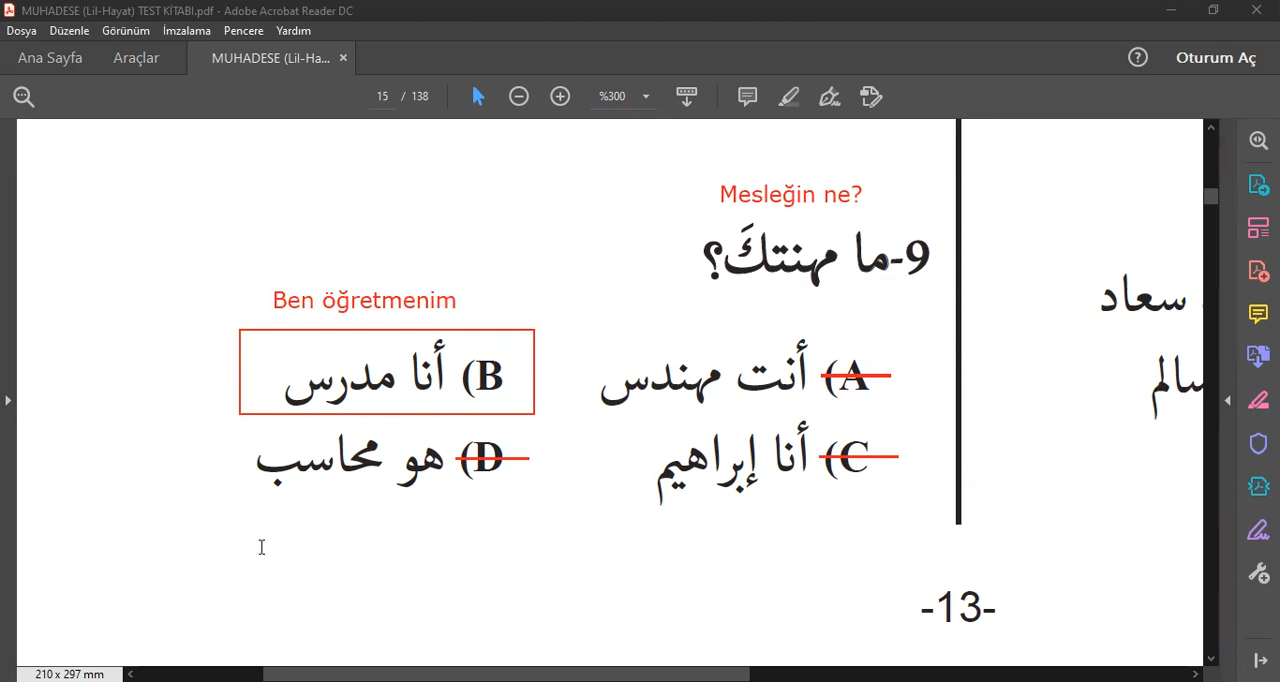 MUHADESE (Lil-Hayat) TEST KİTABI.pdf - Adobe Acrobat Reader DC
Dosya Düzenle Görünüm İmzalama Pencere Yardım
Ana Sayfa Araçlar MUHADESE (Lil-Ha... × ? Oturum Aç
15 / 138 %300
Mesleğin ne?
9-ما مهنتكَ؟
سعاد
سالم
Ben öğretmenim
A) أنت مهندس
B) أنا مدرس
C) أنا إبراهيم
D) هو محاسب
-13-
210 x 297 mm